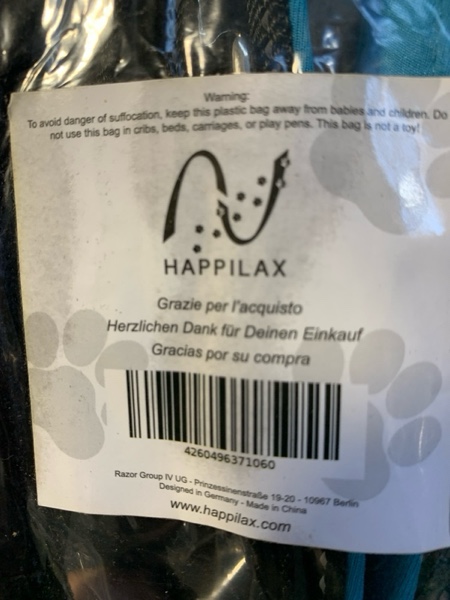 Warning:
To avoid danger of suffocation, keep this plastic bag away from babies and children. Do
not use this bag in cribs, beds, carriages, or play pens. This bag is not a toy!
HAPPILAX
Grazie per l'acquisto
Herzlichen Dank für Deinen Einkauf
Gracias por su compra
4260496371060
Razor Group IV UG - Prinzessinenstraße 19-20 - 10967 Berlin
Designed in Germany - Made in China
www.happilax.com